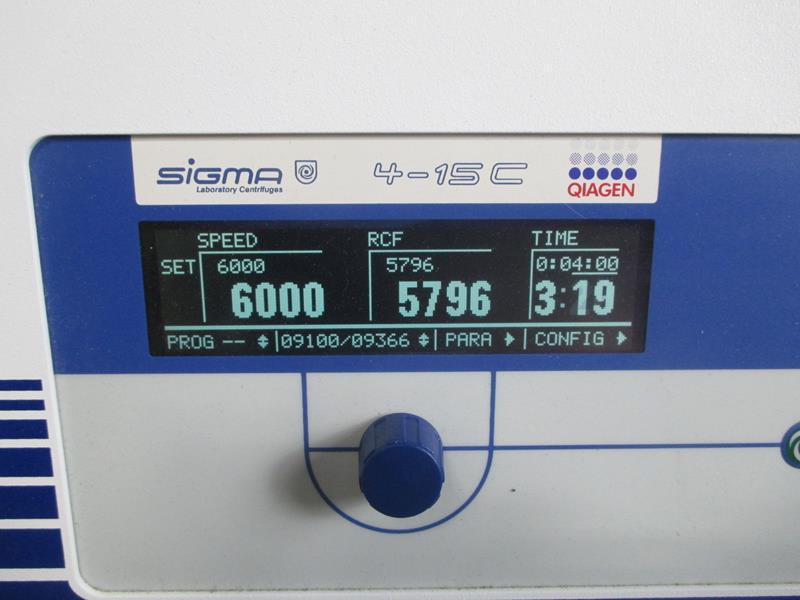 SIGMA
Laboratory Centrifuges
4-15 C
QIAGEN
SPEED RCF TIME
SET 6000 5796 0:04:00
6000 5796 3:19
PROG -- |09100/09366 | PARA | CONFIG